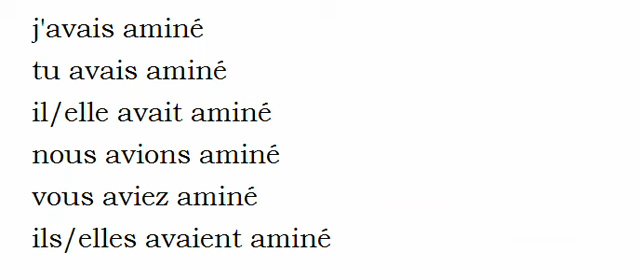 j'avais aminé
tu avais aminé
il/elle avait aminé
nous avions aminé
vous aviez aminé
ils/elles avaient aminé